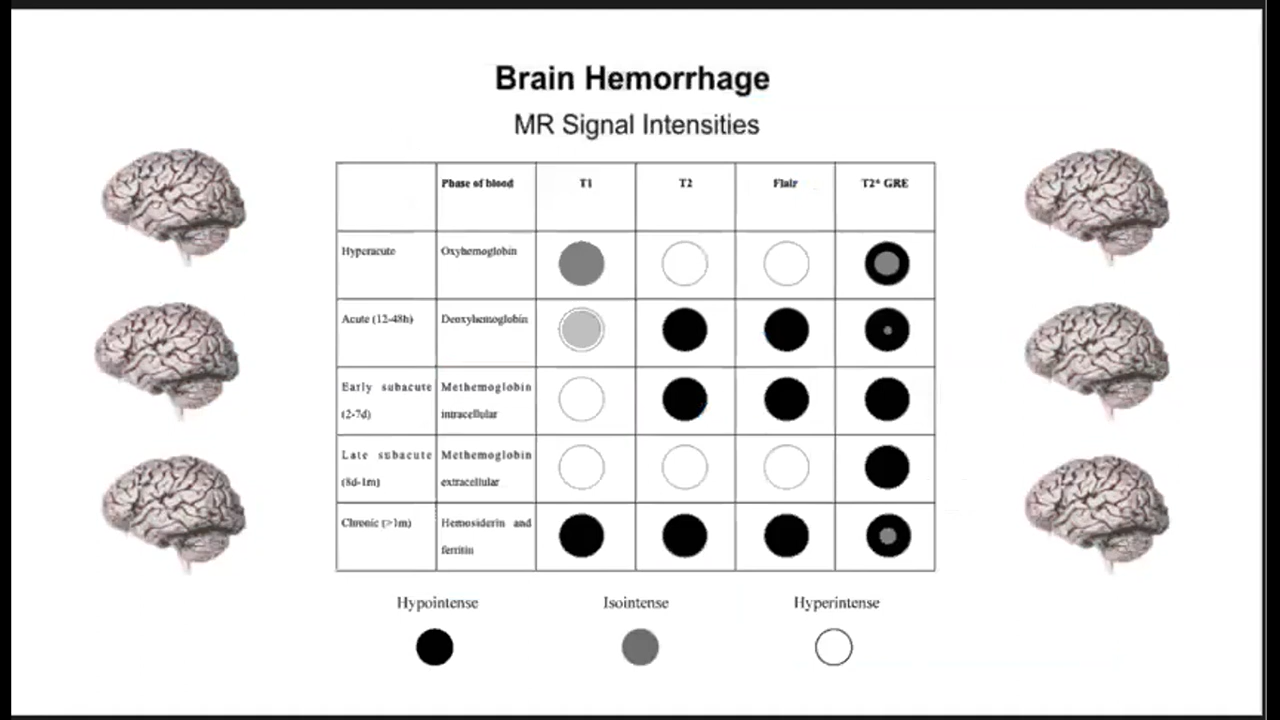 Brain Hemorrhage
MR Signal Intensities
Phase of blood T1 T2 Flair T2* GRE
Hyperacute Oxyhemoglobin
Acute (12-48h) Deoxyhemoglobin
Early subacute Methemoglobin
(2-7d) intracellular
Late subacute Methemoglobin
(8d-1m) extracellular
Chronic (>1m) Hemosiderin and
ferritin
Hypointense Isointense Hyperintense